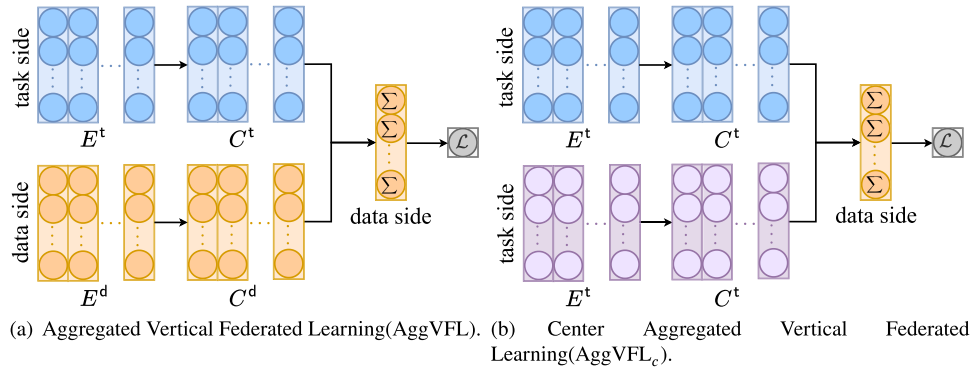 task side
E^t
C^t
Σ
Σ
Σ
ℒ
data side
data side
E^d
C^d
(a) Aggregated Vertical Federated Learning(AggVFL).
task side
E^t
C^t
Σ
Σ
Σ
ℒ
data side
task side
E^t
C^t
(b) Center Aggregated Vertical Federated
Learning(AggVFL_c).